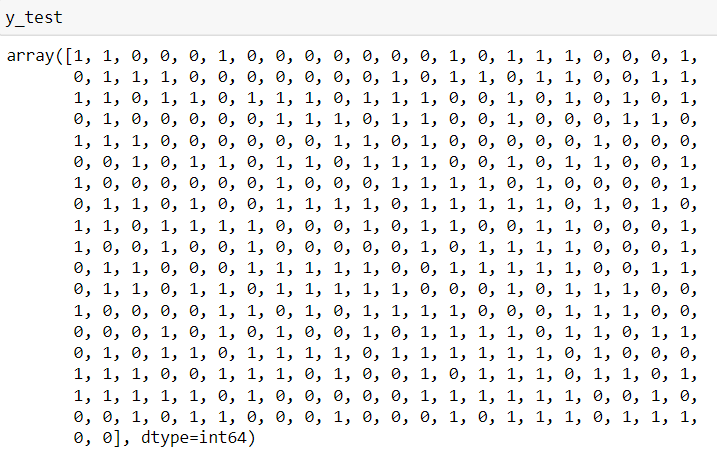 y_test
array([1, 1, 0, 0, 0, 1, 0, 0, 0, 0, 0, 0, 0, 1, 0, 1, 1, 1, 0, 0, 0, 1,
0, 1, 1, 1, 0, 0, 0, 0, 0, 0, 0, 1, 0, 1, 1, 0, 1, 1, 0, 0, 1, 1,
1, 1, 0, 1, 1, 0, 1, 1, 1, 0, 1, 1, 1, 0, 0, 1, 0, 1, 0, 1, 0, 1,
0, 1, 0, 0, 0, 0, 0, 1, 1, 1, 0, 1, 1, 0, 0, 1, 0, 0, 0, 1, 1, 0,
1, 1, 1, 0, 0, 0, 0, 0, 0, 1, 1, 0, 1, 0, 0, 0, 0, 0, 1, 0, 0, 0,
0, 0, 1, 0, 1, 1, 0, 1, 1, 0, 1, 1, 1, 0, 0, 1, 0, 1, 1, 0, 0, 1,
1, 0, 0, 0, 0, 0, 0, 1, 0, 0, 0, 1, 1, 1, 1, 0, 1, 0, 0, 0, 0, 1,
0, 1, 1, 0, 1, 0, 0, 1, 1, 1, 1, 0, 1, 1, 1, 1, 1, 0, 1, 0, 1, 0,
1, 1, 0, 1, 1, 1, 1, 0, 0, 0, 1, 0, 1, 1, 0, 0, 1, 1, 0, 0, 0, 1,
1, 0, 0, 1, 0, 0, 1, 0, 0, 0, 0, 0, 1, 0, 1, 1, 1, 1, 0, 0, 0, 1,
0, 1, 1, 0, 0, 0, 1, 1, 1, 1, 1, 0, 0, 1, 1, 1, 1, 1, 0, 0, 1, 1,
0, 1, 1, 0, 1, 1, 0, 1, 1, 1, 1, 1, 0, 0, 0, 1, 0, 1, 1, 1, 0, 0,
1, 0, 0, 0, 0, 1, 1, 0, 1, 0, 1, 1, 1, 1, 0, 0, 0, 1, 1, 1, 0, 0,
0, 0, 0, 1, 0, 1, 0, 1, 0, 0, 1, 0, 1, 1, 1, 1, 0, 1, 1, 0, 1, 1,
0, 1, 0, 1, 1, 0, 1, 1, 1, 1, 0, 1, 1, 1, 1, 1, 1, 0, 1, 0, 0, 0,
1, 1, 1, 0, 0, 1, 1, 1, 0, 1, 0, 0, 1, 0, 1, 1, 1, 0, 1, 1, 0, 1,
1, 1, 1, 1, 1, 0, 1, 0, 0, 0, 0, 0, 1, 1, 1, 1, 1, 1, 0, 0, 1, 0,
0, 0, 1, 0, 1, 1, 0, 0, 0, 1, 0, 0, 0, 1, 0, 1, 1, 1, 0, 1, 1, 1,
0, 0], dtype=int64)